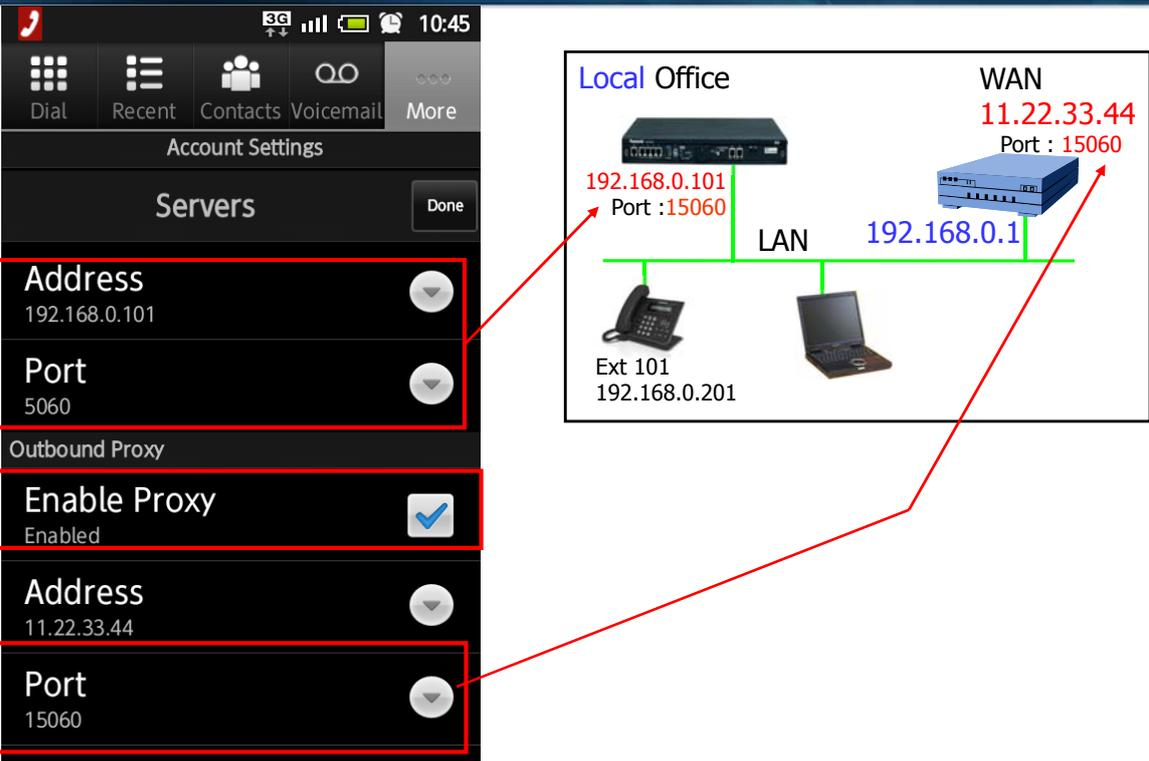 3G 10:45
Dial Recent Contacts Voicemail More
Account Settings
Servers Done
Address
192.168.0.101
Port
5060
Outbound Proxy
Enable Proxy
Enabled
Address
11.22.33.44
Port
15060
Local Office
WAN
11.22.33.44
Port : 15060
192.168.0.101
Port :15060
LAN
192.168.0.1
Ext 101
192.168.0.201